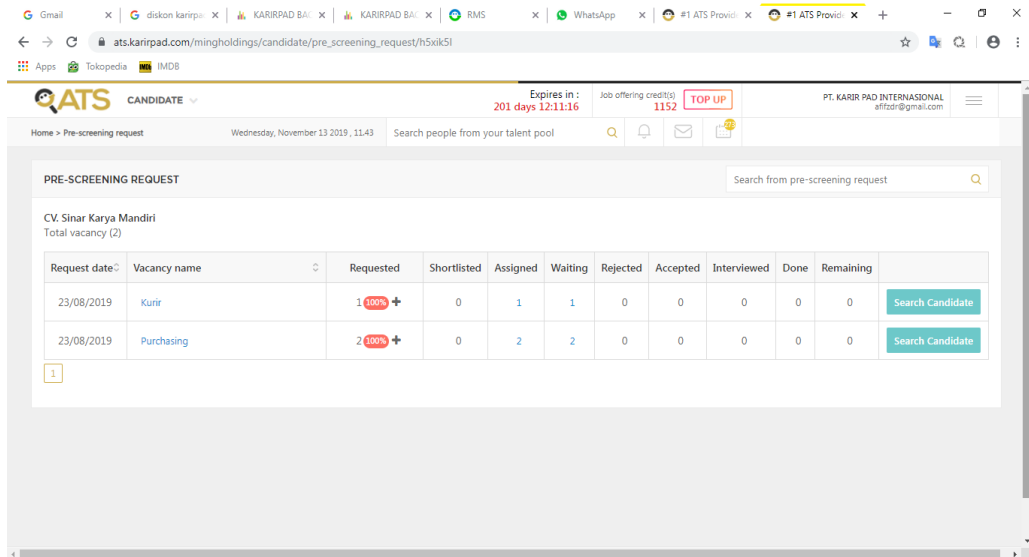 Gmail
diskon karirpa
KARIRPAD BAC
KARIRPAD BAC
RMS
WhatsApp
#1 ATS Provide
#1 ATS Provide
ats.karirpad.com/mingholdings/candidate/pre_screening_request/h5xik5l
Apps Tokopedia IMDb IMDB
ATS CANDIDATE
Expires in :
201 days 12:11:16
Job offering credit(s)
1152
TOP UP
PT. KARIR PAD INTERNASIONAL
afifzdr@gmail.com
Home > Pre-screening request
Wednesday, November 13 2019 , 11.43
Search people from your talent pool
273
PRE-SCREENING REQUEST
Search from pre-screening request
CV. Sinar Karya Mandiri
Total vacancy (2)
Request date Vacancy name Requested Shortlisted Assigned Waiting Rejected Accepted Interviewed Done Remaining
23/08/2019 Kurir 1 100% + 0 1 1 0 0 0 0 0 Search Candidate
23/08/2019 Purchasing 2 100% + 0 2 2 0 0 0 0 0 Search Candidate
1